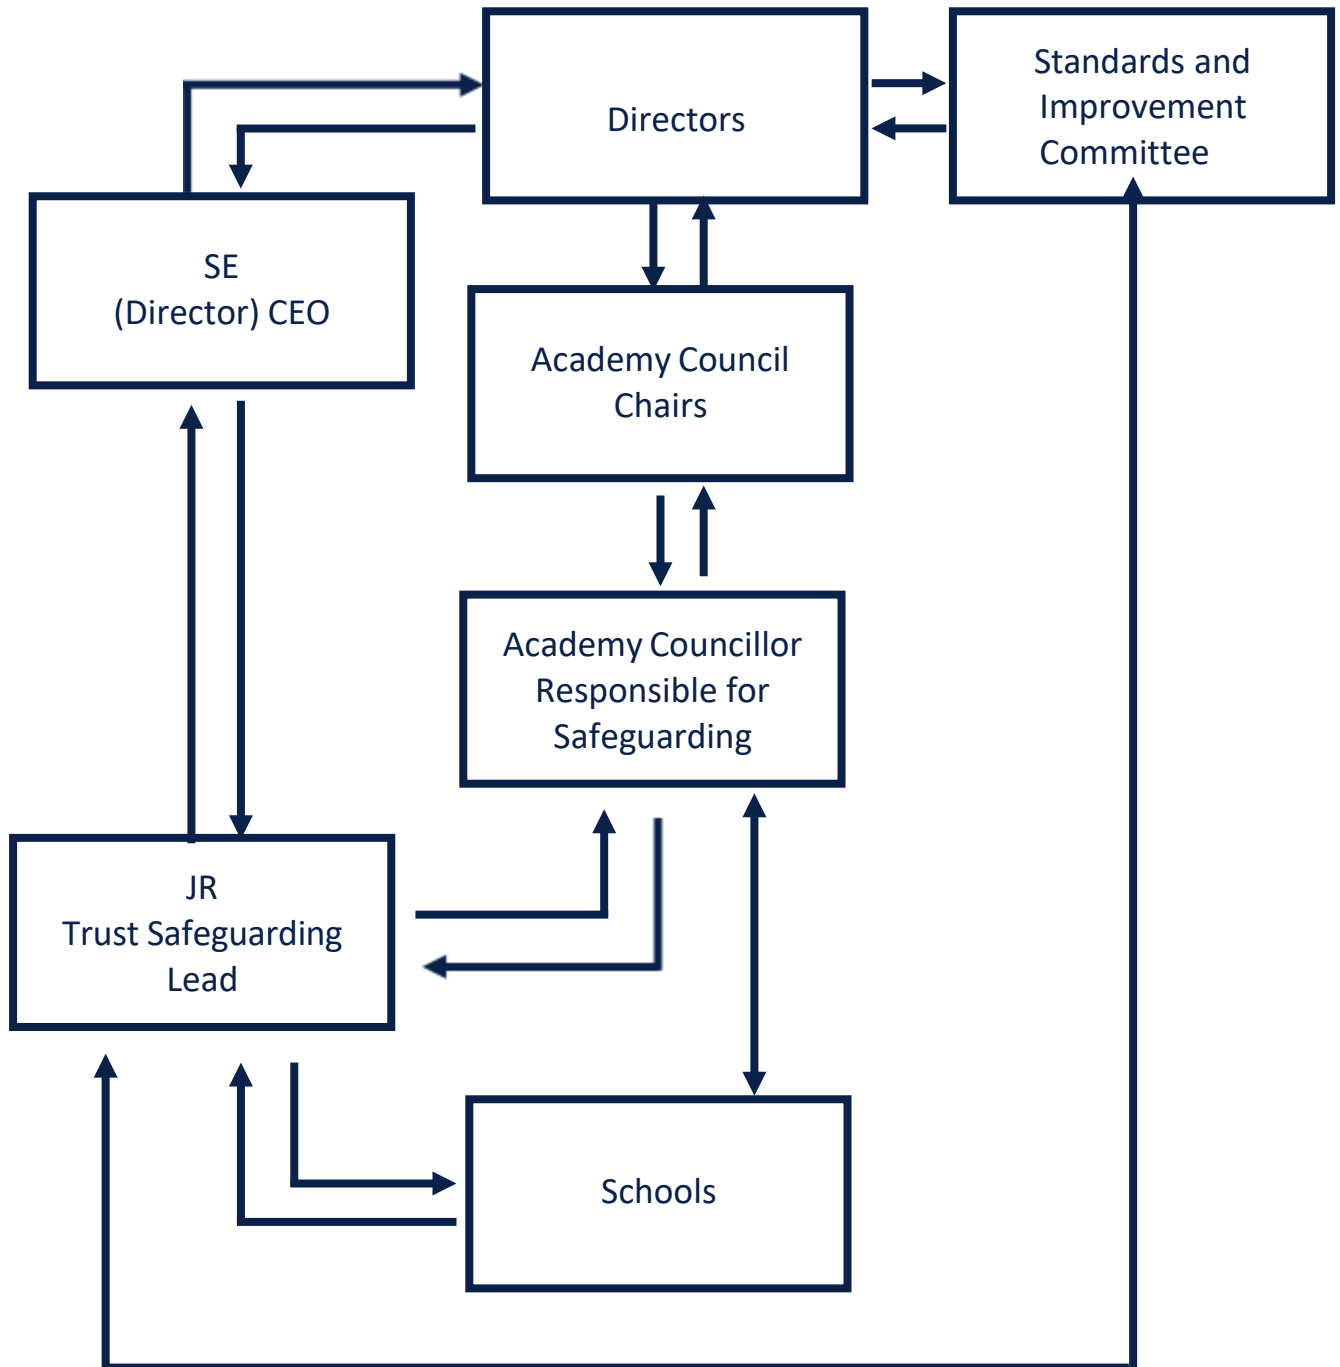 Directors
Standards and
Improvement
Committee
SE
(Director) CEO
Academy Council
Chairs
Academy Councillor
Responsible for
Safeguarding
JR
Trust Safeguarding
Lead
Schools